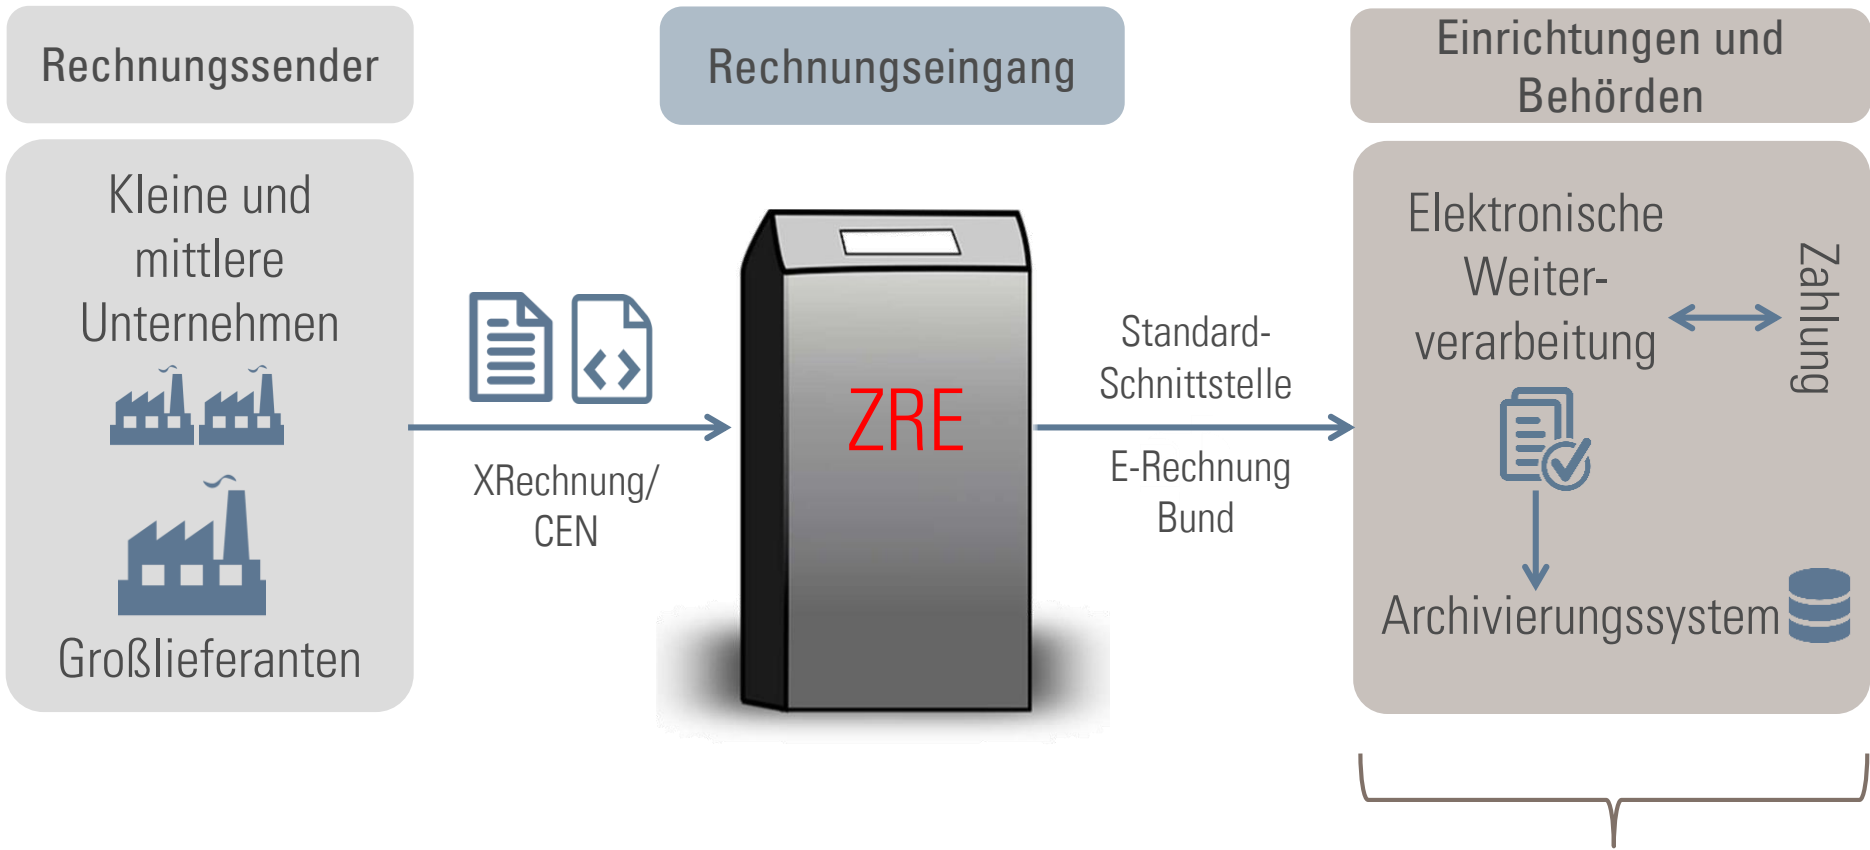 Rechnungssender
Kleine und
mittlere
Unternehmen
Großlieferanten
XRechnung/
CEN
Rechnungseingang
ZRE
Standard-
Schnittstelle
E-Rechnung
Bund
Einrichtungen und
Behörden
Elektronische
Weiter-
verarbeitung
Zahlung
Archivierungssystem